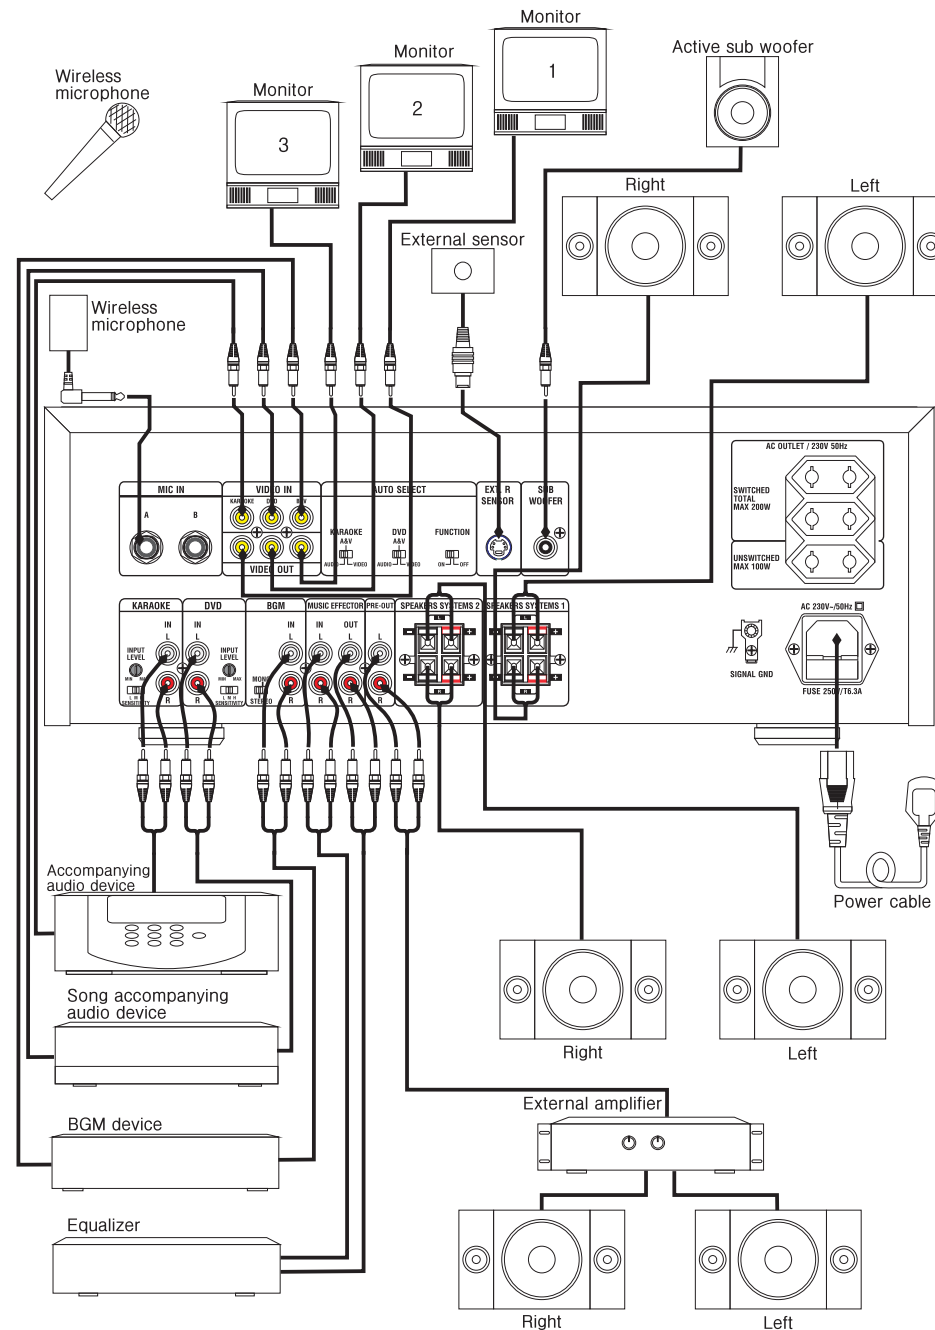 Monitor
1
Monitor
2
Monitor
3
Active sub woofer
Wireless
microphone
Right
Left
External sensor
Wireless
microphone
AC OUTLET / 230V 50Hz
SWITCHED
TOTAL
MAX 200W
UNSWITCHED
MAX 100W
MIC IN
A
B
VIDEO IN
KARAOKE
DVD
VIDEO OUT
AUTO SELECT
KARAOKE
A&V
AUDIO
VIDEO
DVD
A&V
AUDIO
VIDEO
FUNCTION
ON
OFF
EXT. R
SENSOR
SUB
WOOFER
KARAOKE
IN
L
INPUT
LEVEL
MIN
MAX
L M H
SENSITIVITY
R
DVD
IN
L
INPUT
LEVEL
MIN
MAX
L M H
SENSITIVITY
R
BGM
IN
L
MONO
STEREO
R
MUSIC EFFECTOR
IN
OUT
L
L
R
R
PRE-OUT
L
R
SPEAKERS SYSTEMS 2
SPEAKERS SYSTEMS 1
SIGNAL GND
AC 230V~/50Hz
FUSE 250V/T6.3A
Accompanying
audio device
Power cable
Song accompanying
audio device
Right
Left
BGM device
External amplifier
Equalizer
Right
Left